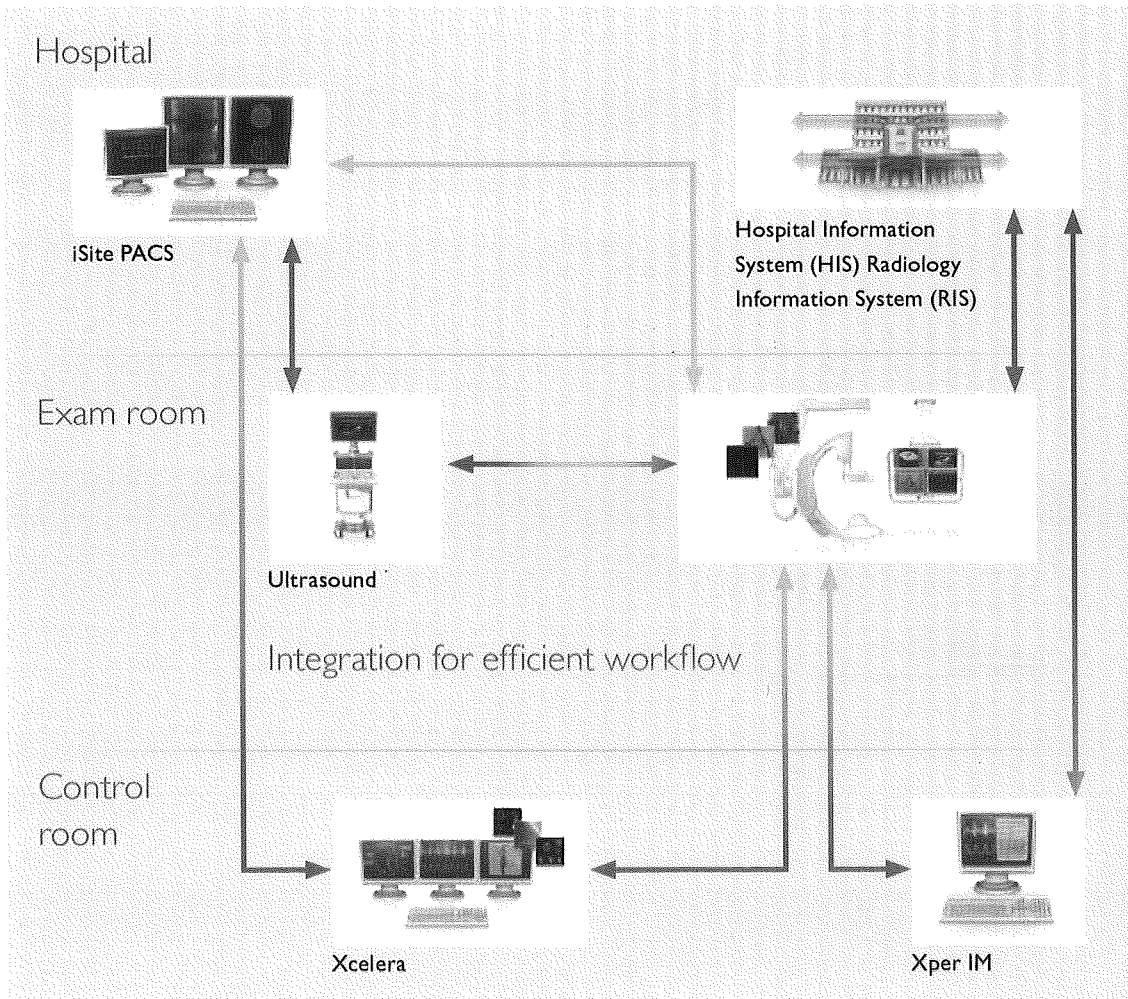 Hospital
iSite PACS
Hospital Information
System (HIS) Radiology
Information System (RIS)
Exam room
Ultrasound
Integration for efficient workflow
Control
room
Xcelera
Xper IM